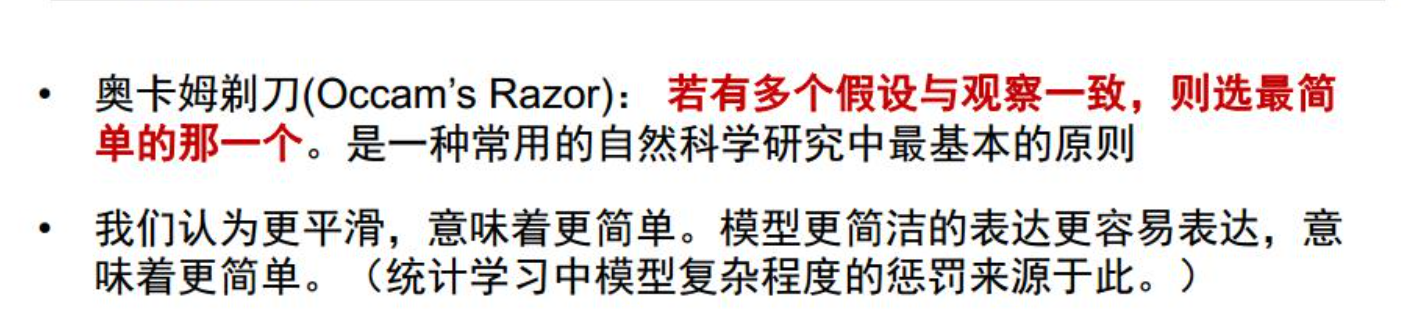 • 奥卡姆剃刀(Occam’s Razor)： 若有多个假设与观察一致，则选最简
单的那一个。是一种常用的自然科学研究中最基本的原则
• 我们认为更平滑，意味着更简单。模型更简洁的表达更容易表达，意
味着更简单。（统计学习中模型复杂程度的惩罚来源于此。）